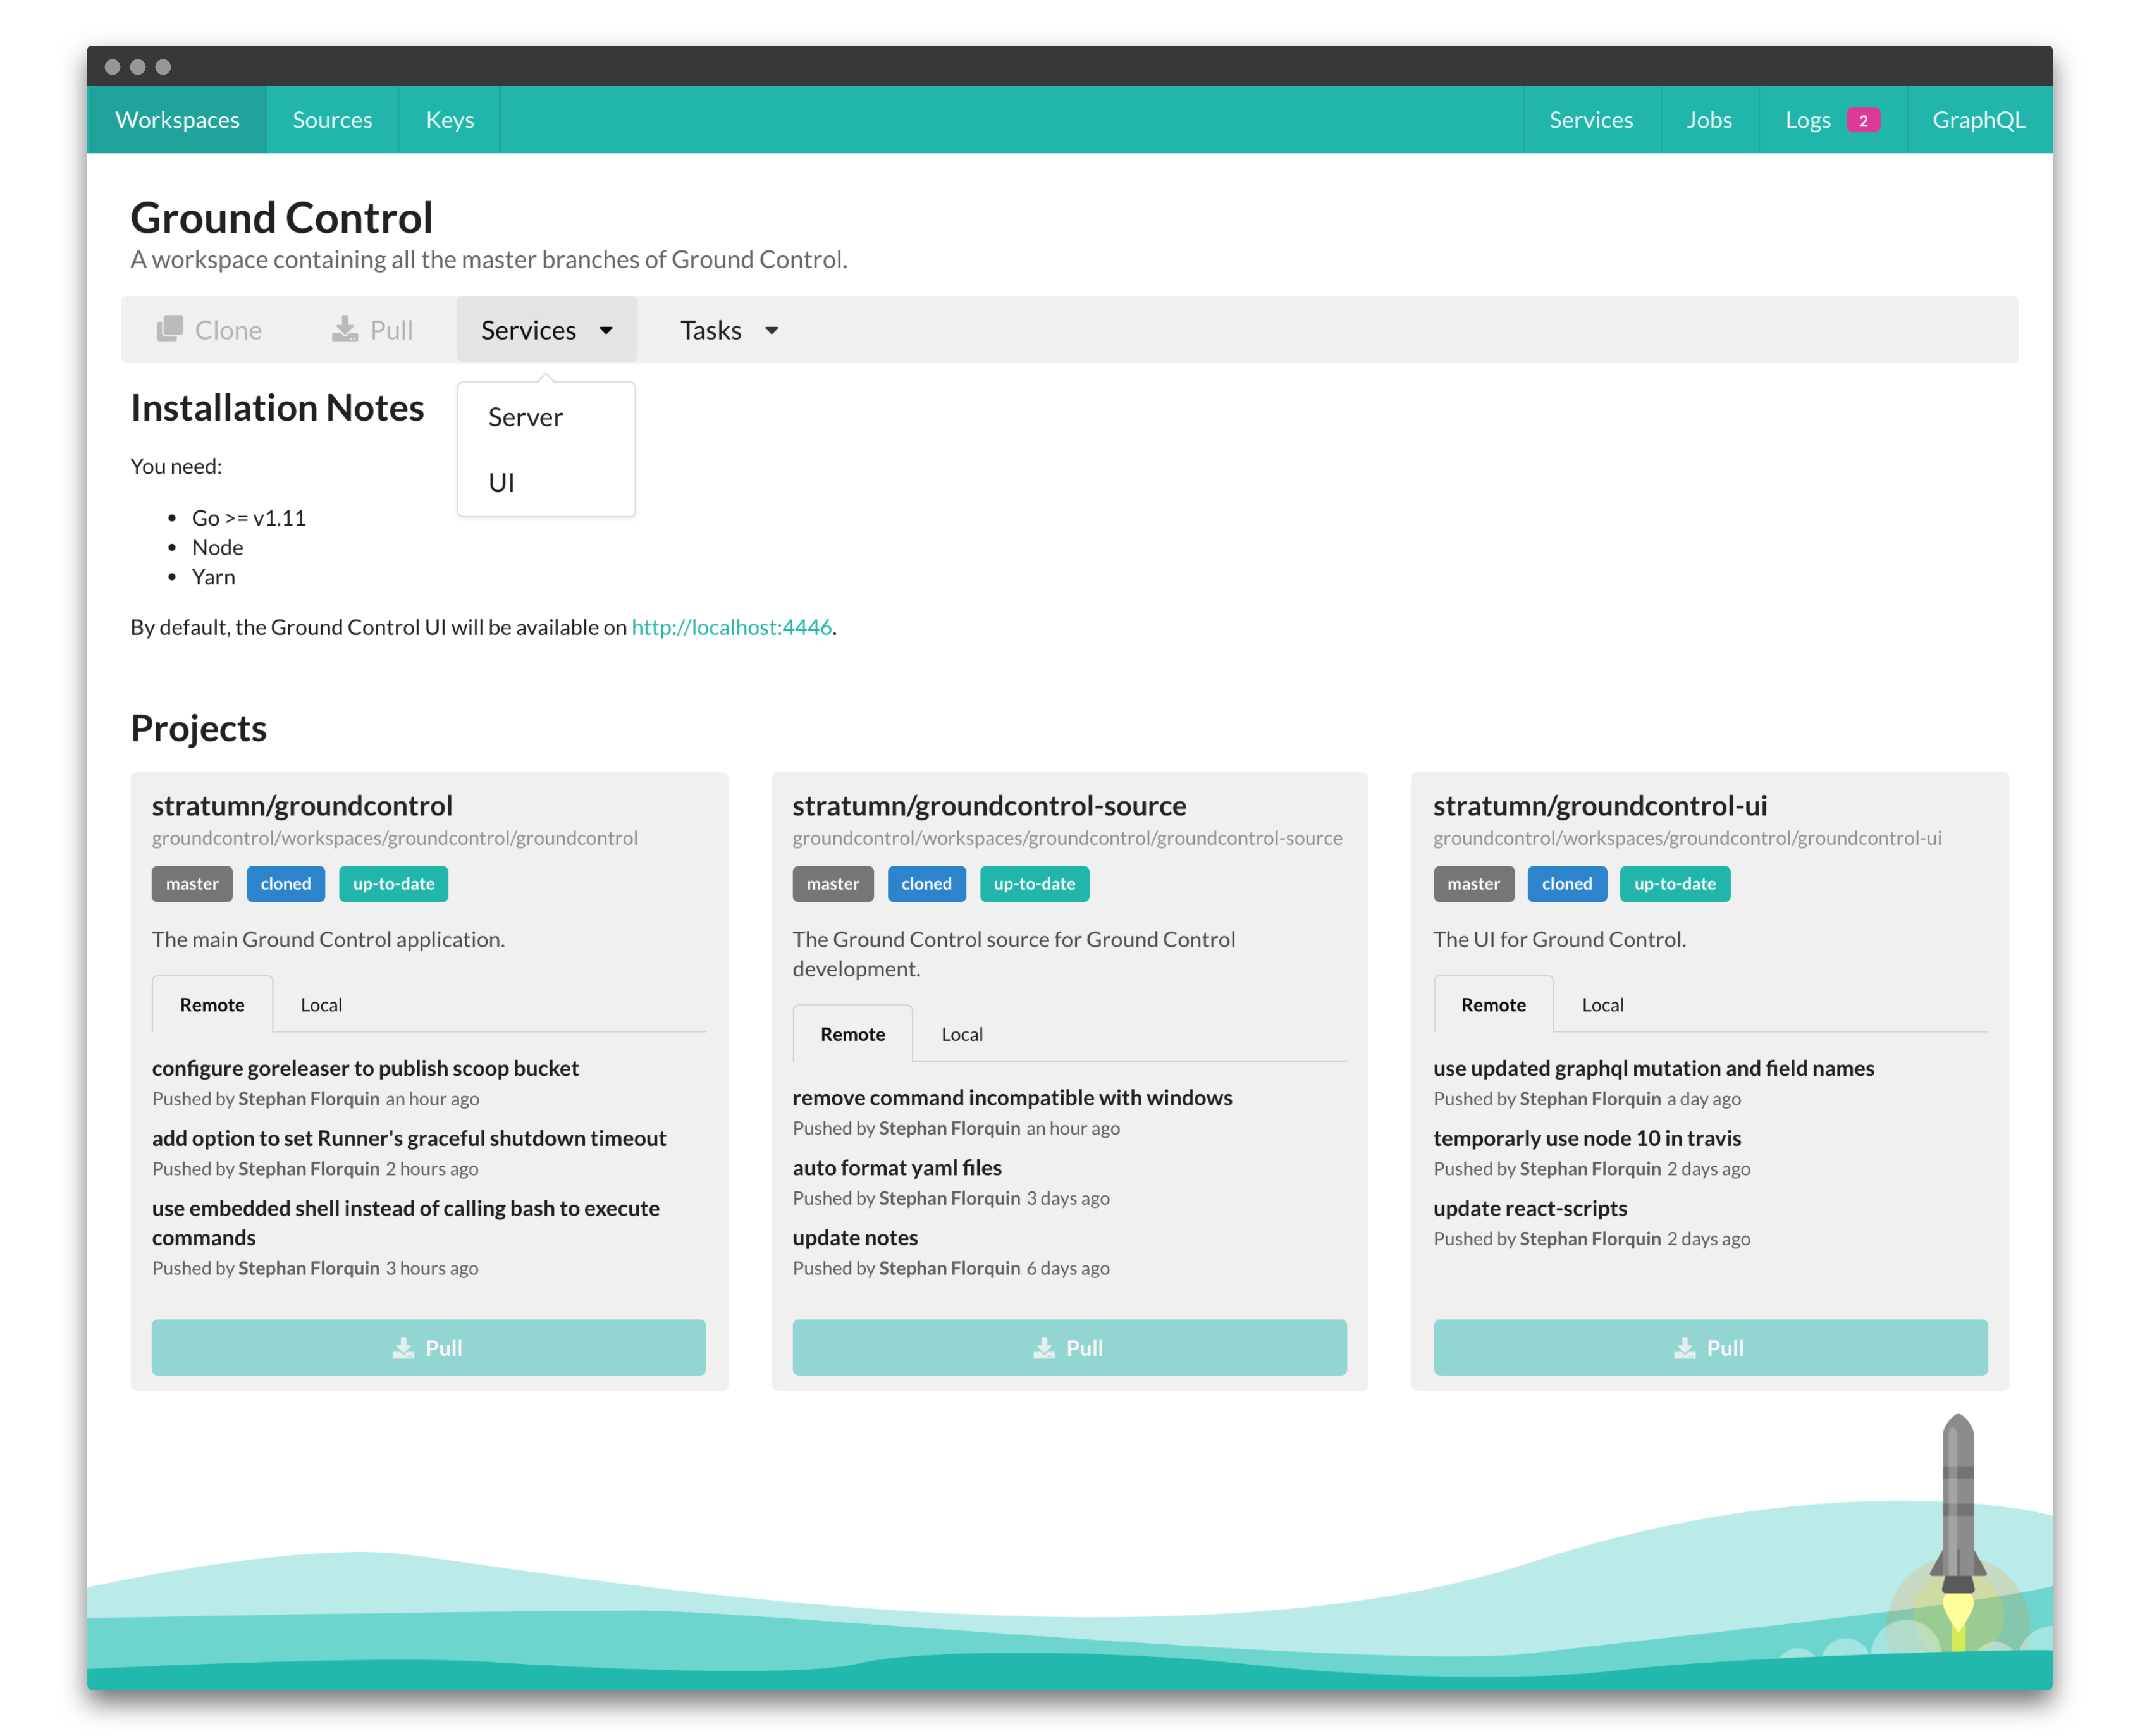 Workspaces Sources Keys Services Jobs Logs 2 GraphQL
Ground Control
A workspace containing all the master branches of Ground Control.
Clone Pull Services Tasks
Server
UI
Installation Notes
You need:
• Go >= v1.11
• Node
• Yarn
By default, the Ground Control UI will be available on http://localhost:4446.
Projects
stratumn/groundcontrol
groundcontrol/workspaces/groundcontrol/groundcontrol
master cloned up-to-date
The main Ground Control application.
Remote Local
configure goreleaser to publish scoop bucket
Pushed by Stephan Florquin an hour ago
add option to set Runner's graceful shutdown timeout
Pushed by Stephan Florquin 2 hours ago
use embedded shell instead of calling bash to execute
commands
Pushed by Stephan Florquin 3 hours ago
Pull
stratumn/groundcontrol-source
groundcontrol/workspaces/groundcontrol/groundcontrol-source
master cloned up-to-date
The Ground Control source for Ground Control
development.
Remote Local
remove command incompatible with windows
Pushed by Stephan Florquin an hour ago
auto format yaml files
Pushed by Stephan Florquin 3 days ago
update notes
Pushed by Stephan Florquin 6 days ago
Pull
stratumn/groundcontrol-ui
groundcontrol/workspaces/groundcontrol/groundcontrol-ui
master cloned up-to-date
The UI for Ground Control.
Remote Local
use updated graphql mutation and field names
Pushed by Stephan Florquin a day ago
temporarly use node 10 in travis
Pushed by Stephan Florquin 2 days ago
update react-scripts
Pushed by Stephan Florquin 2 days ago
Pull